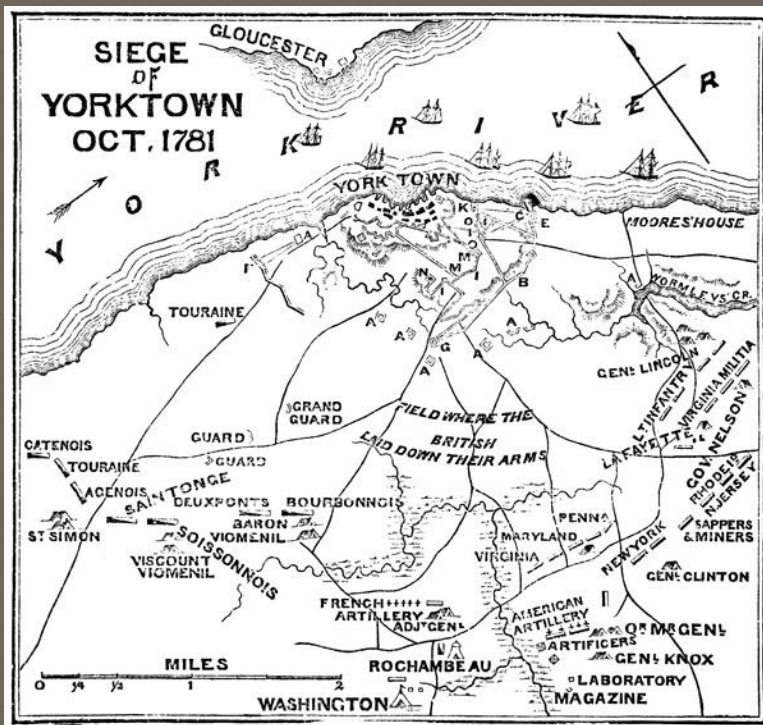 SIEGE
OF
YORKTOWN
OCT. 1781
GLOUCESTER
YORK RIVER
YORK TOWN
MOORES' HOUSE
WORMLEYS' CR.
A
F
D
K
O
I
C
I
C
E
M
M
I
N
I
B
A
A
A
G
A
A
A
TOURAINE
GENL. LINCOLN
LT INFANTRY
VIRGINIA MILITIA
LA FAYETTE
GOV. NELSON
RHODE IS
N. JERSEY
GRAND
GUARD
GUARD
GUARD
FIELD WHERE THE
BRITISH
LAID DOWN THEIR ARMS
CATENOIS
TOURAINE
AGENOIS
SAINTONGE
DEUXPONTS
BOURBONNOIS
ST SIMON
BARON
VIOMENIL
SOISSONNOIS
VISCOUNT
VIOMENIL
PENNA
MARYLAND
VIRGINIA
NEW YORK
SAPPERS
& MINERS
GENL CLINTON
FRENCH
ARTILLERY
ADJT GENL
AMERICAN
ARTILLERY
QR MR GENL
ARTIFICERS
GENL KNOX
LABORATORY
MAGAZINE
ROCHAMBEAU
WASHINGTON
MILES
0 1/4 1/2 1 2